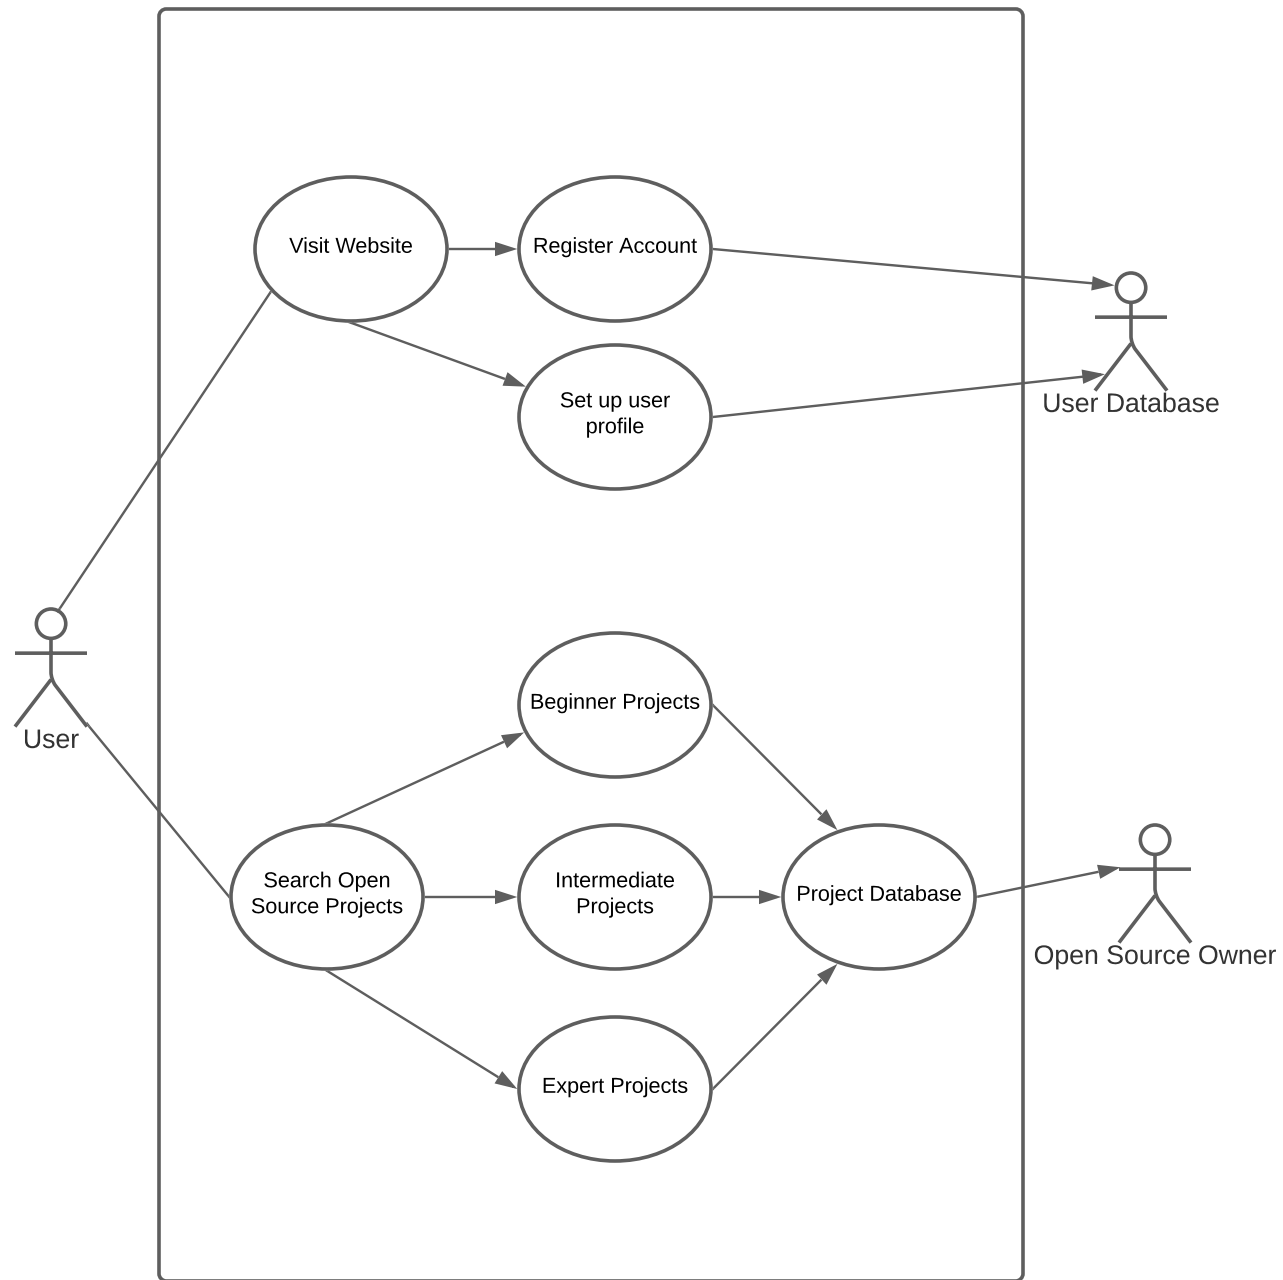 Visit Website
Register Account
Set up user
profile
User Database
User
Beginner Projects
Search Open
Source Projects
Intermediate
Projects
Project Database
Open Source Owner
Expert Projects